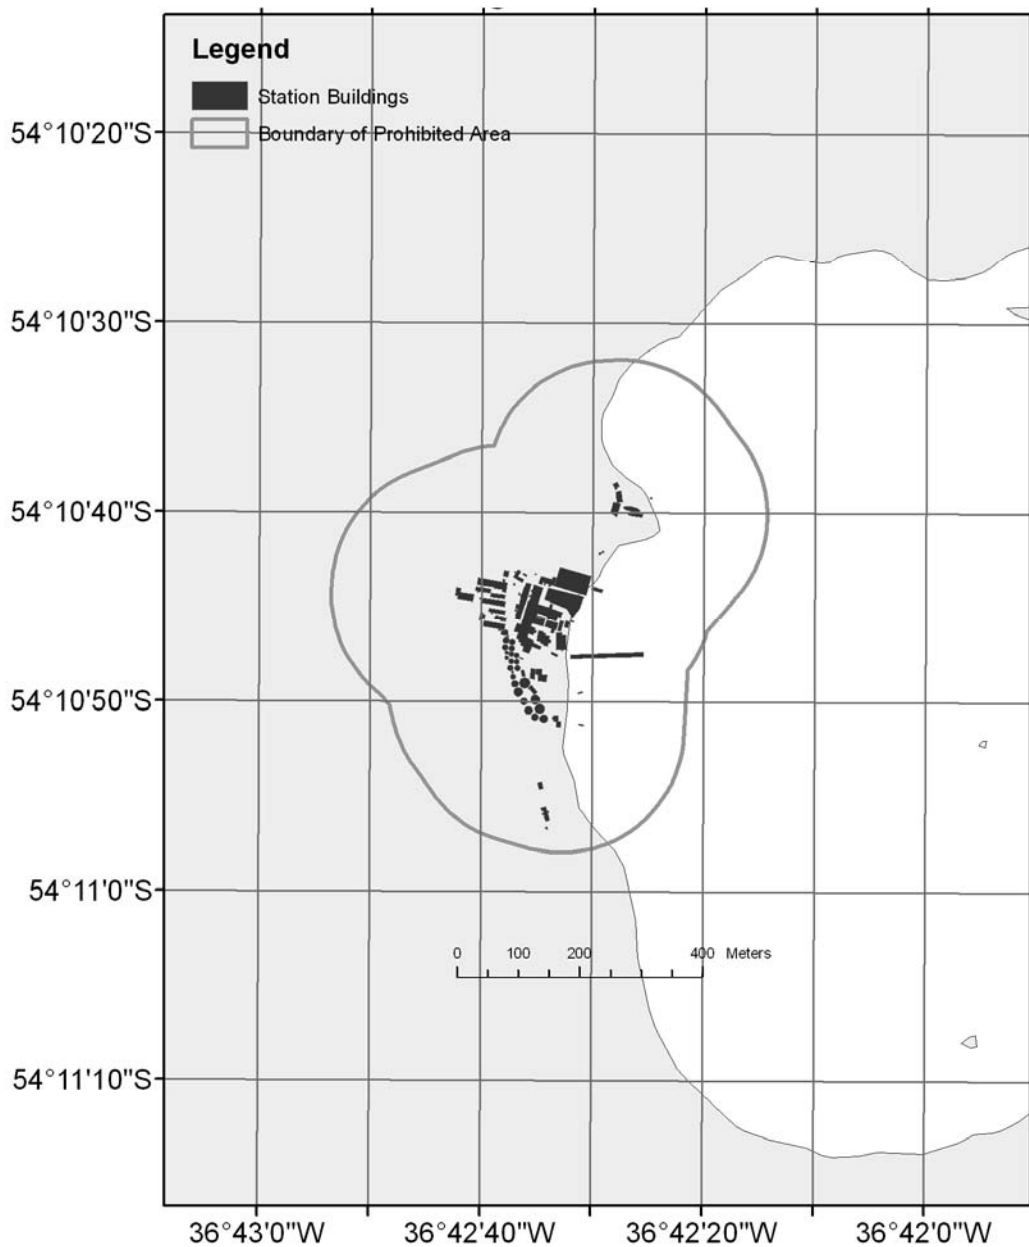 Legend
Station Buildings
Boundary of Prohibited Area
54°10'20"S
54°10'30"S
54°10'40"S
54°10'50"S
54°11'0"S
0 100 200 400 Meters
54°11'10"S
36°43'0"W 36°42'40"W 36°42'20"W 36°42'0"W